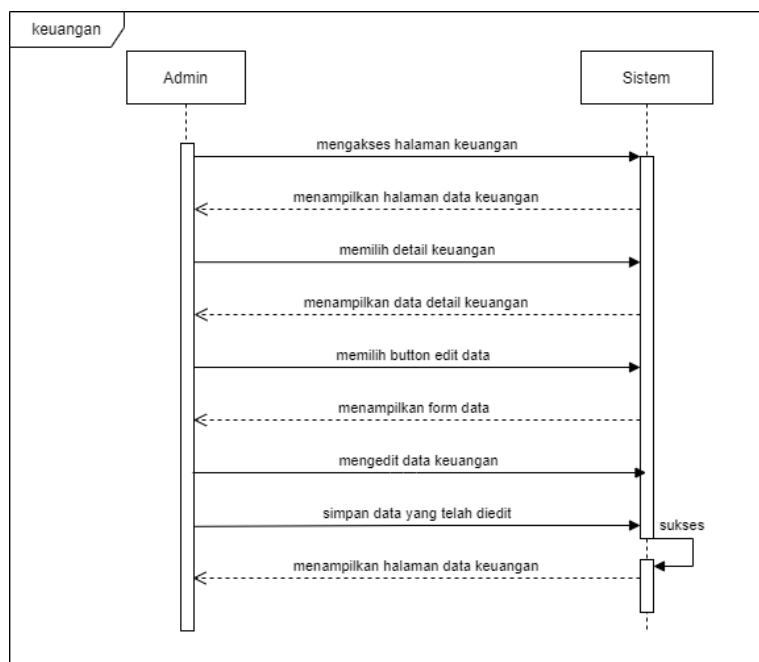 keuangan
Admin
Sistem
mengakses halaman keuangan
menampilkan halaman data keuangan
memilih detail keuangan
menampilkan data detail keuangan
memilih button edit data
menampilkan form data
mengedit data keuangan
simpan data yang telah diedit
sukses
menampilkan halaman data keuangan